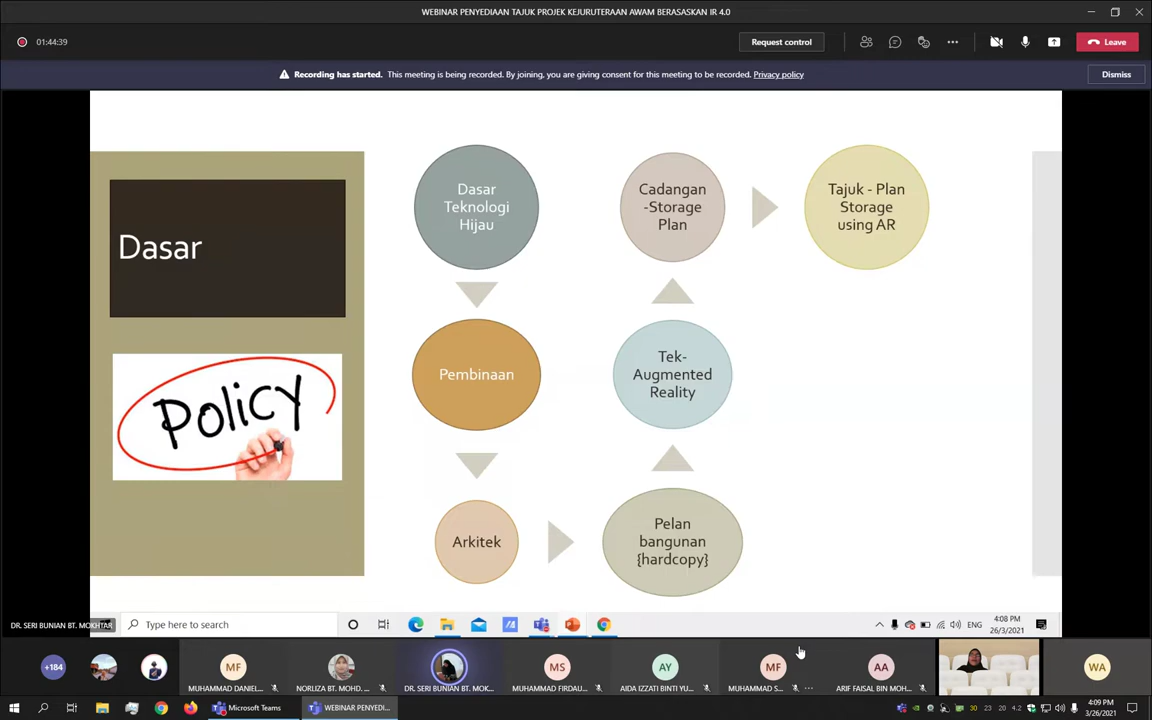 WEBINAR PENYEDIAAN TAJUK PROJEK KEJURUTERAAN AWAM BERASASKAN IR 4.0
01:44:39
Request control
Leave
Recording has started. This meeting is being recorded. By joining, you are giving consent for this meeting to be recorded. Privacy policy
Dismiss
Dasar
Policy
Dasar
Teknologi
Hijau
Pembinaan
Arkitek
Pelan
bangunan
{hardcopy}
Tek-
Augmented
Reality
Cadangan
-Storage
Plan
Tajuk - Plan
Storage
using AR
DR. SERI BUNIAN BT. MOKHTAR
Type here to search
ENG
4:08 PM
26/3/2021
+184
MF
MUHAMMAD DANIEL...
NORLIZA BT. MOHD. ...
DR. SERI BUNIAN BT. MOK...
MS
MUHAMMAD FIRDAU...
AY
AIDA IZZATI BINTI YU...
MF
MUHAMMAD S...
AA
ARIF FAISAL BIN MOH...
WA
Microsoft Teams
WEBINAR PENYEDI...
30 23 20 4.2
4:09 PM
3/26/2021